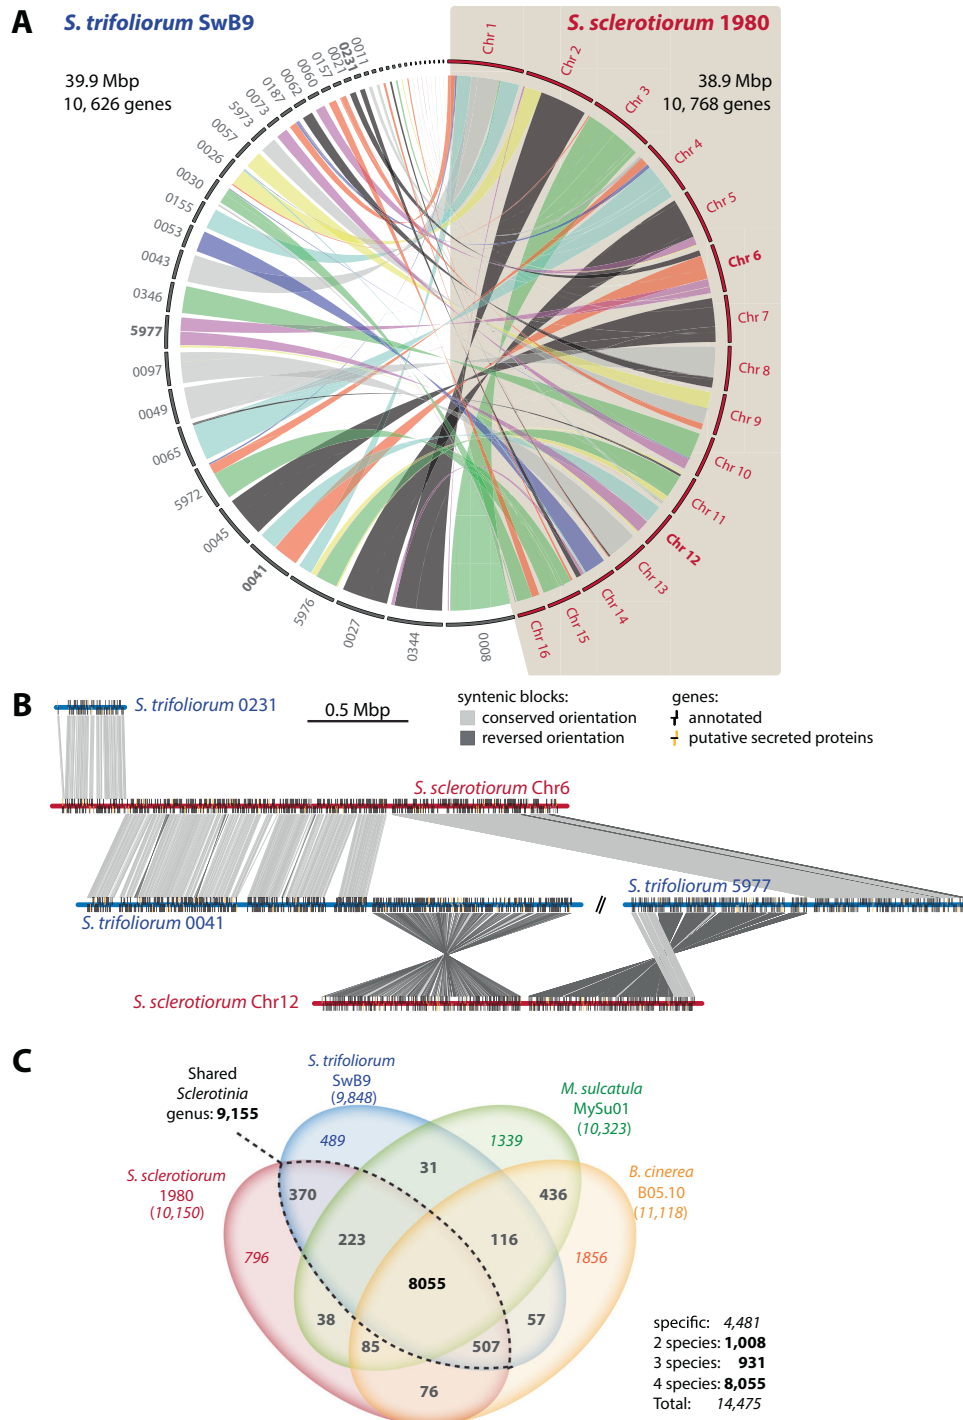 A
S. trifoliorum SwB9
S. sclerotiorum 1980
39.9 Mbp
10, 626 genes
38.9 Mbp
10, 768 genes
0011
0231
0021
0157
0060
0062
0187
0073
5973
0057
0026
0030
0155
0053
0043
0346
5977
0097
0049
0065
5972
0045
0041
5976
0027
0344
0008
Chr 1
Chr 2
Chr 3
Chr 4
Chr 5
Chr 6
Chr 7
Chr 8
Chr 9
Chr 10
Chr 11
Chr 12
Chr 13
Chr 14
Chr 15
Chr 16
B
S. trifoliorum 0231
0.5 Mbp
syntenic blocks:
conserved orientation
reversed orientation
genes:
annotated
putative secreted proteins
S. sclerotiorum Chr6
S. trifoliorum 5977
//
S. trifoliorum 0041
S. sclerotiorum Chr12
C
Shared
Sclerotinia
genus: 9,155
S. trifoliorum
SwB9
(9,848)
M. sulcatula
MySu01
(10,323)
S. sclerotiorum
1980
(10,150)
B. cinerea
B05.10
(11,118)
489
1339
31
370
436
223
116
796
1856
8055
38
57
85
507
76
specific: 4,481
2 species: 1,008
3 species: 931
4 species: 8,055
Total: 14,475